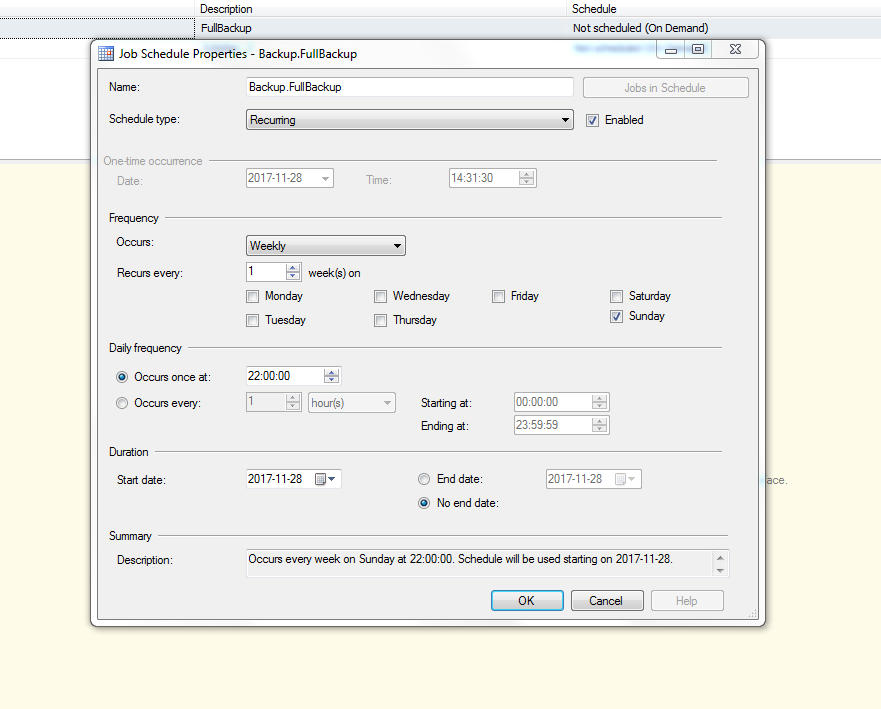 Description Schedule
FullBackup Not scheduled (On Demand)
Job Schedule Properties - Backup.FullBackup
Name: Backup.FullBackup Jobs in Schedule
Schedule type: Recurring Enabled
One-time occurrence
Date: 2017-11-28 Time: 14:31:30
Frequency
Occurs: Weekly
Recurs every: 1 week(s) on
Monday Wednesday Friday Saturday
Tuesday Thursday Sunday
Daily frequency
Occurs once at: 22:00:00
Occurs every: 1 hour(s) Starting at: 00:00:00
Ending at: 23:59:59
Duration
Start date: 2017-11-28 End date: 2017-11-28
ace.
No end date:
Summary
Description: Occurs every week on Sunday at 22:00:00. Schedule will be used starting on 2017-11-28.
OK Cancel Help